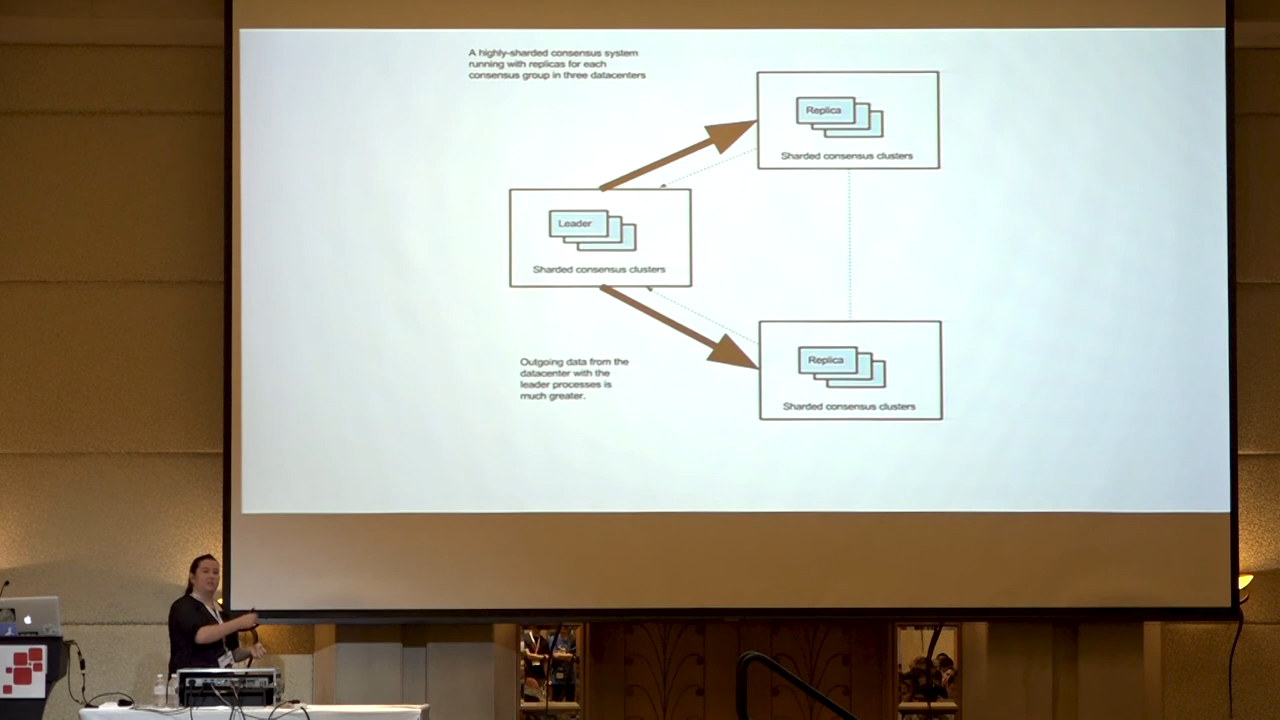 A highly-sharded consensus system
running with replicas for each
consensus group in three datacenters
Replica
Sharded consensus clusters
Leader
Sharded consensus clusters
Outgoing data from the
datacenter with the
leader processes is
much greater.
Replica
Sharded consensus clusters